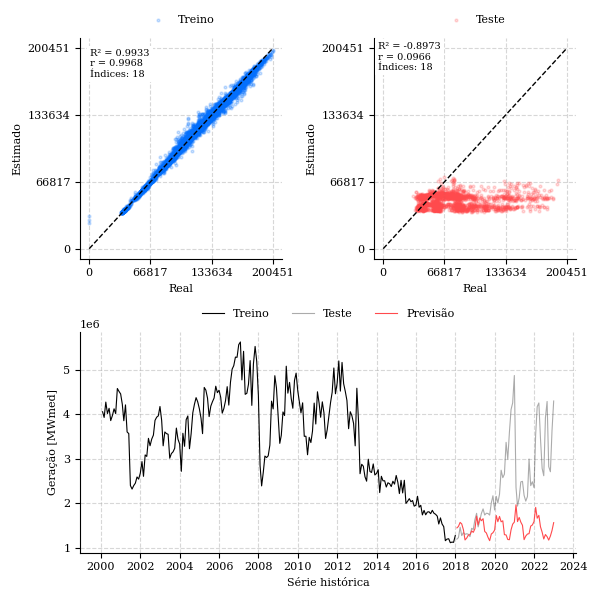 Treino
Teste
R² = 0.9933
r = 0.9968
Índices: 18
R² = -0.8973
r = 0.0966
Índices: 18
200451
133634
66817
0
Estimado
0
66817
133634
200451
Real
200451
133634
66817
0
Estimado
0
66817
133634
200451
Real
Treino
Teste
Previsão
1e6
5
4
3
2
1
Geração [MWmed]
2000
2002
2004
2006
2008
2010
2012
2014
2016
2018
2020
2022
2024
Série histórica